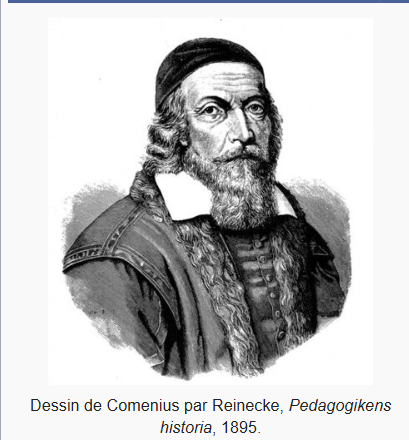 Dessin de Comenius par Reinecke, Pedagogikens
historia, 1895.